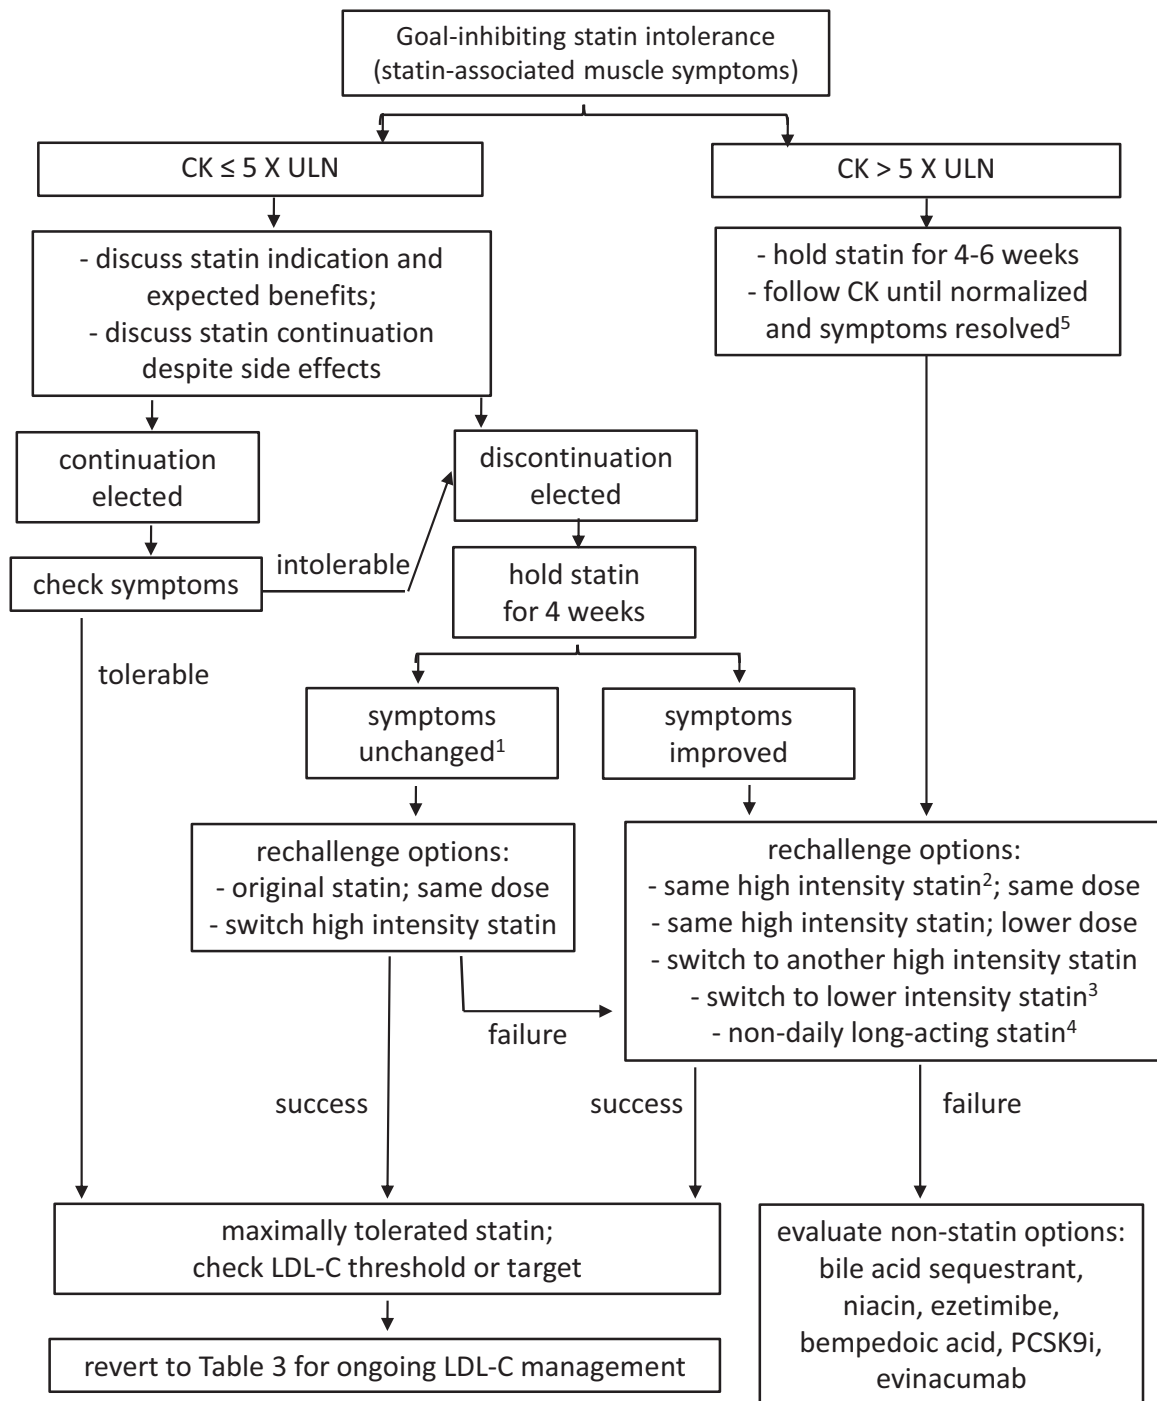 Goal-inhibiting statin intolerance
(statin-associated muscle symptoms)
CK ≤ 5 X ULN
CK > 5 X ULN
- discuss statin indication and
expected benefits;
- discuss statin continuation
despite side effects
- hold statin for 4-6 weeks
- follow CK until normalized
and symptoms resolved⁵
continuation
elected
discontinuation
elected
check symptoms
intolerable
hold statin
for 4 weeks
tolerable
symptoms
unchanged¹
symptoms
improved
rechallenge options:
- original statin; same dose
- switch high intensity statin
rechallenge options:
- same high intensity statin²; same dose
- same high intensity statin; lower dose
- switch to another high intensity statin
- switch to lower intensity statin³
- non-daily long-acting statin⁴
failure
success
success
failure
maximally tolerated statin;
check LDL-C threshold or target
evaluate non-statin options:
bile acid sequestrant,
niacin, ezetimibe,
bempedoic acid, PCSK9i,
evinacumab
revert to Table 3 for ongoing LDL-C management